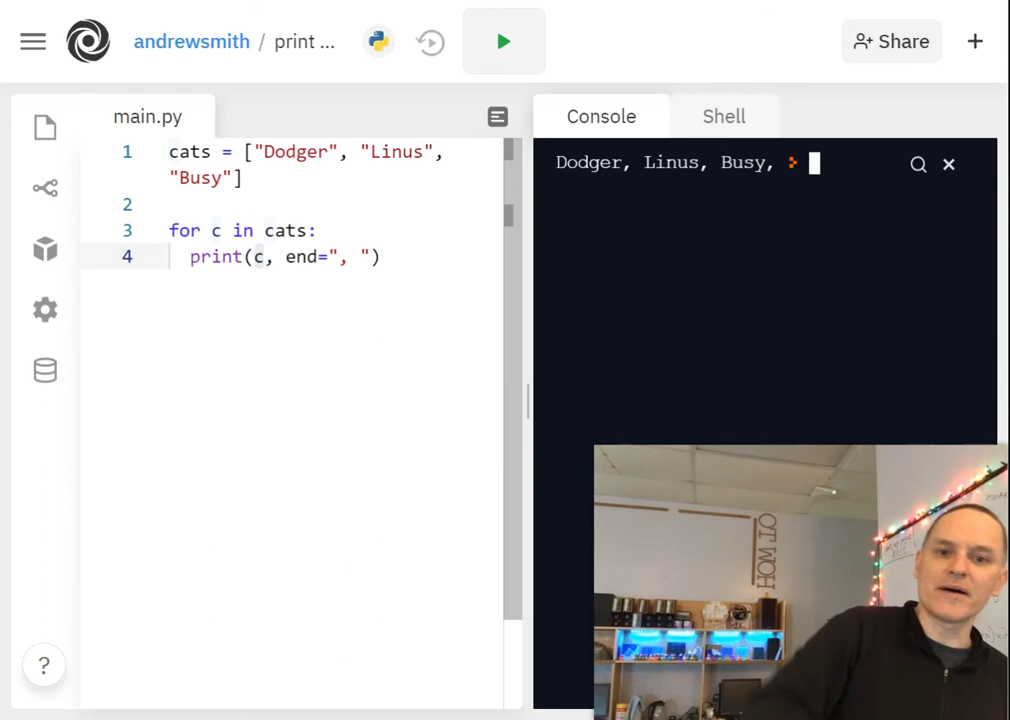 andrewsmith / print ...
Share
main.py
Console
Shell
1 cats = ["Dodger", "Linus",
"Busy"]
2
3 for c in cats:
4 print(c, end=", ")
Dodger, Linus, Busy,
?
HOW TO